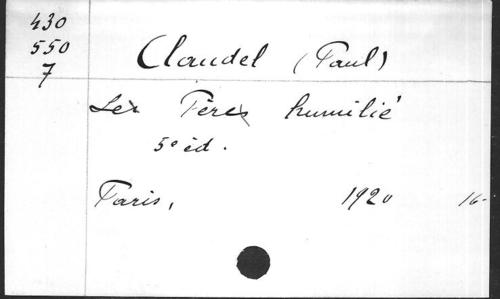 430
550
7
Claudel (Paul)
Le Père humilié
5e éd.
Paris, 1920 16-